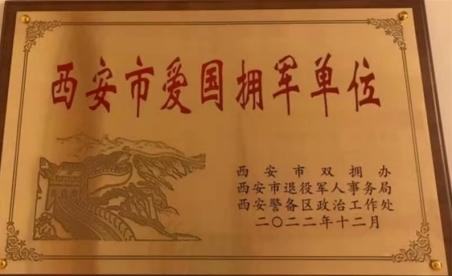 西安市爱国拥军单位
西安市双拥办
西安市退役军人事务局
西安警备区政治工作处
二〇二二年十二月